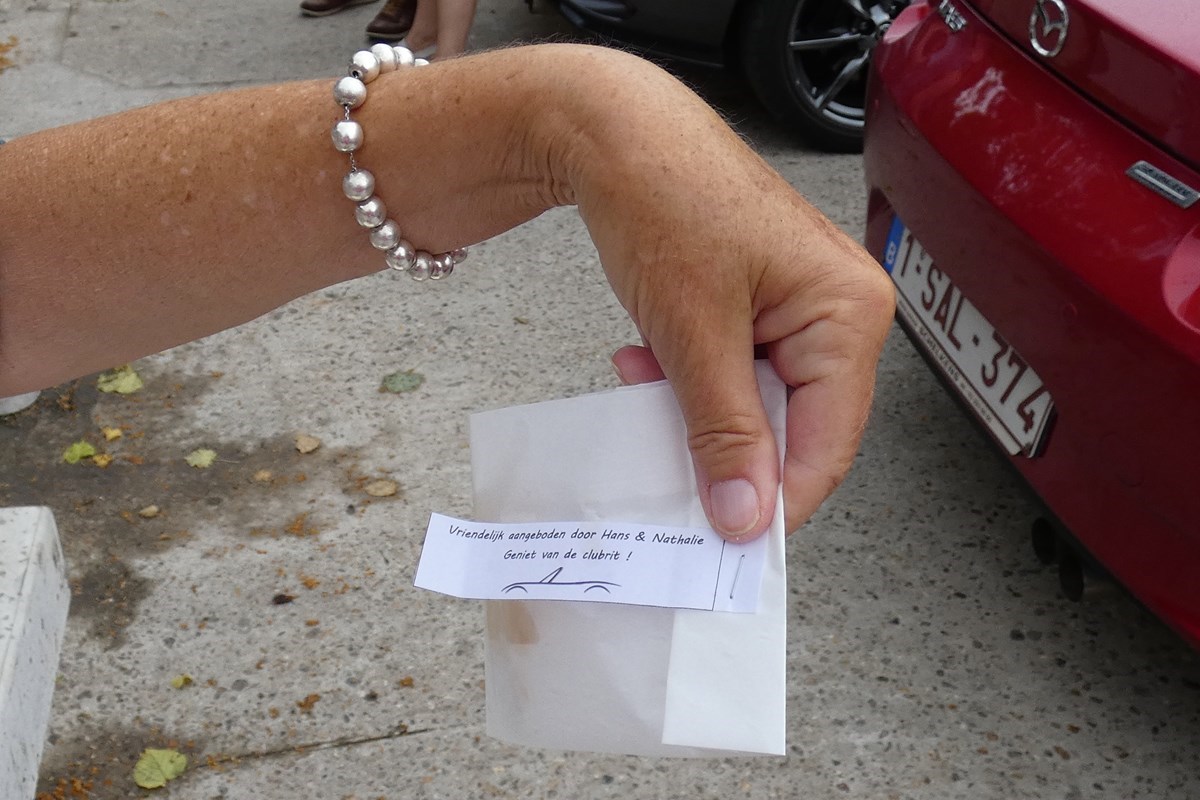 Vriendelijk aangeboden door Hans & Nathalie
Geniet van de clubrit !
1-SAL-374
B